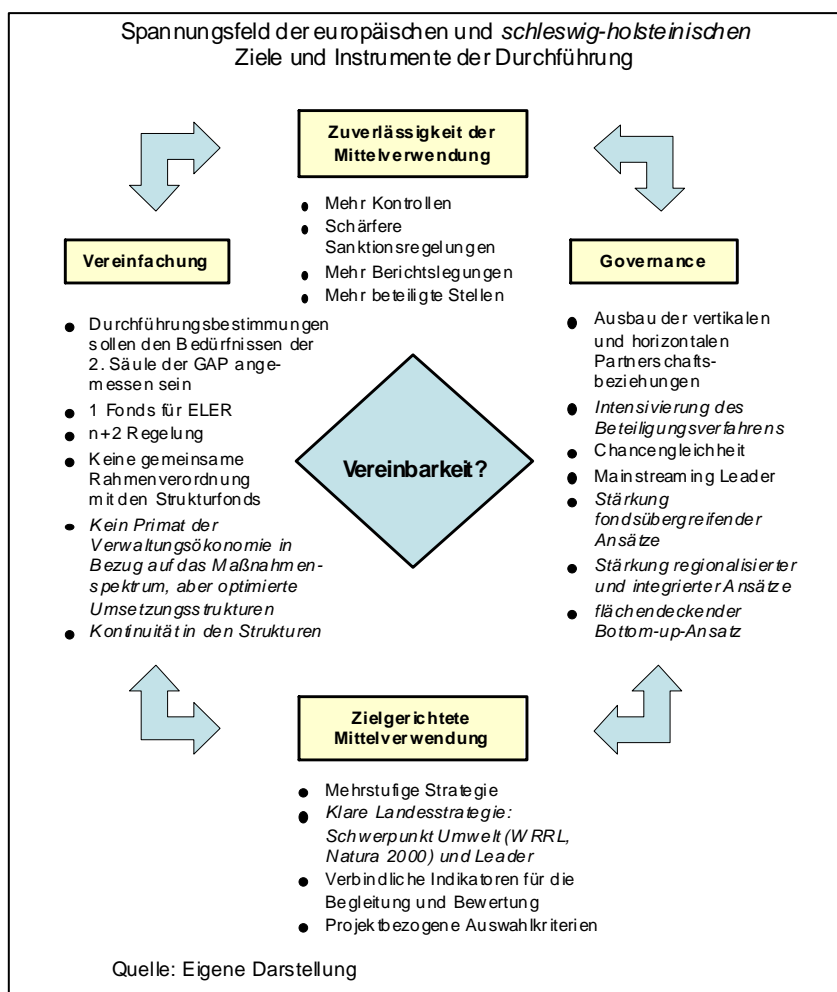 Spannungsfeld der europäischen und schleswig-holsteinischen
Ziele und Instrumente der Durchführung
Zuverlässigkeit der
Mittelverwendung
● Mehr Kontrollen
● Schärfere
Sanktionsregelungen
● Mehr Berichtslegungen
● Mehr beteiligte Stellen
Vereinfachung
● Durchführungsbestimmungen
sollen den Bedürfnissen der
2. Säule der GAP ange-
messen sein
● 1 Fonds für ELER
● n+2 Regelung
● Keine gemeinsame
Rahmenverordnung
mit den Strukturfonds
● Kein Primat der
Verwaltungsökonomie in
Bezug auf das Maßnahmen-
spektrum, aber optimierte
Umsetzungsstrukturen
● Kontinuität in den Strukturen
Vereinbarkeit?
Governance
● Ausbau der vertikalen
und horizontalen
Partnerschafts-
beziehungen
● Intensivierung des
Beteiligungsverfahrens
● Chancengleichheit
● Mainstreaming Leader
● Stärkung
fondsübergreifender
Ansätze
● Stärkung regionalisierter
und integrierter Ansätze
● flächendeckender
Bottom-up-Ansatz
Zielgerichtete
Mittelverwendung
● Mehrstufige Strategie
● Klare Landesstrategie:
Schwerpunkt Umwelt (WRRL,
Natura 2000) und Leader
● Verbindliche Indikatoren für die
Begleitung und Bewertung
● Projektbezogene Auswahlkriterien
Quelle: Eigene Darstellung